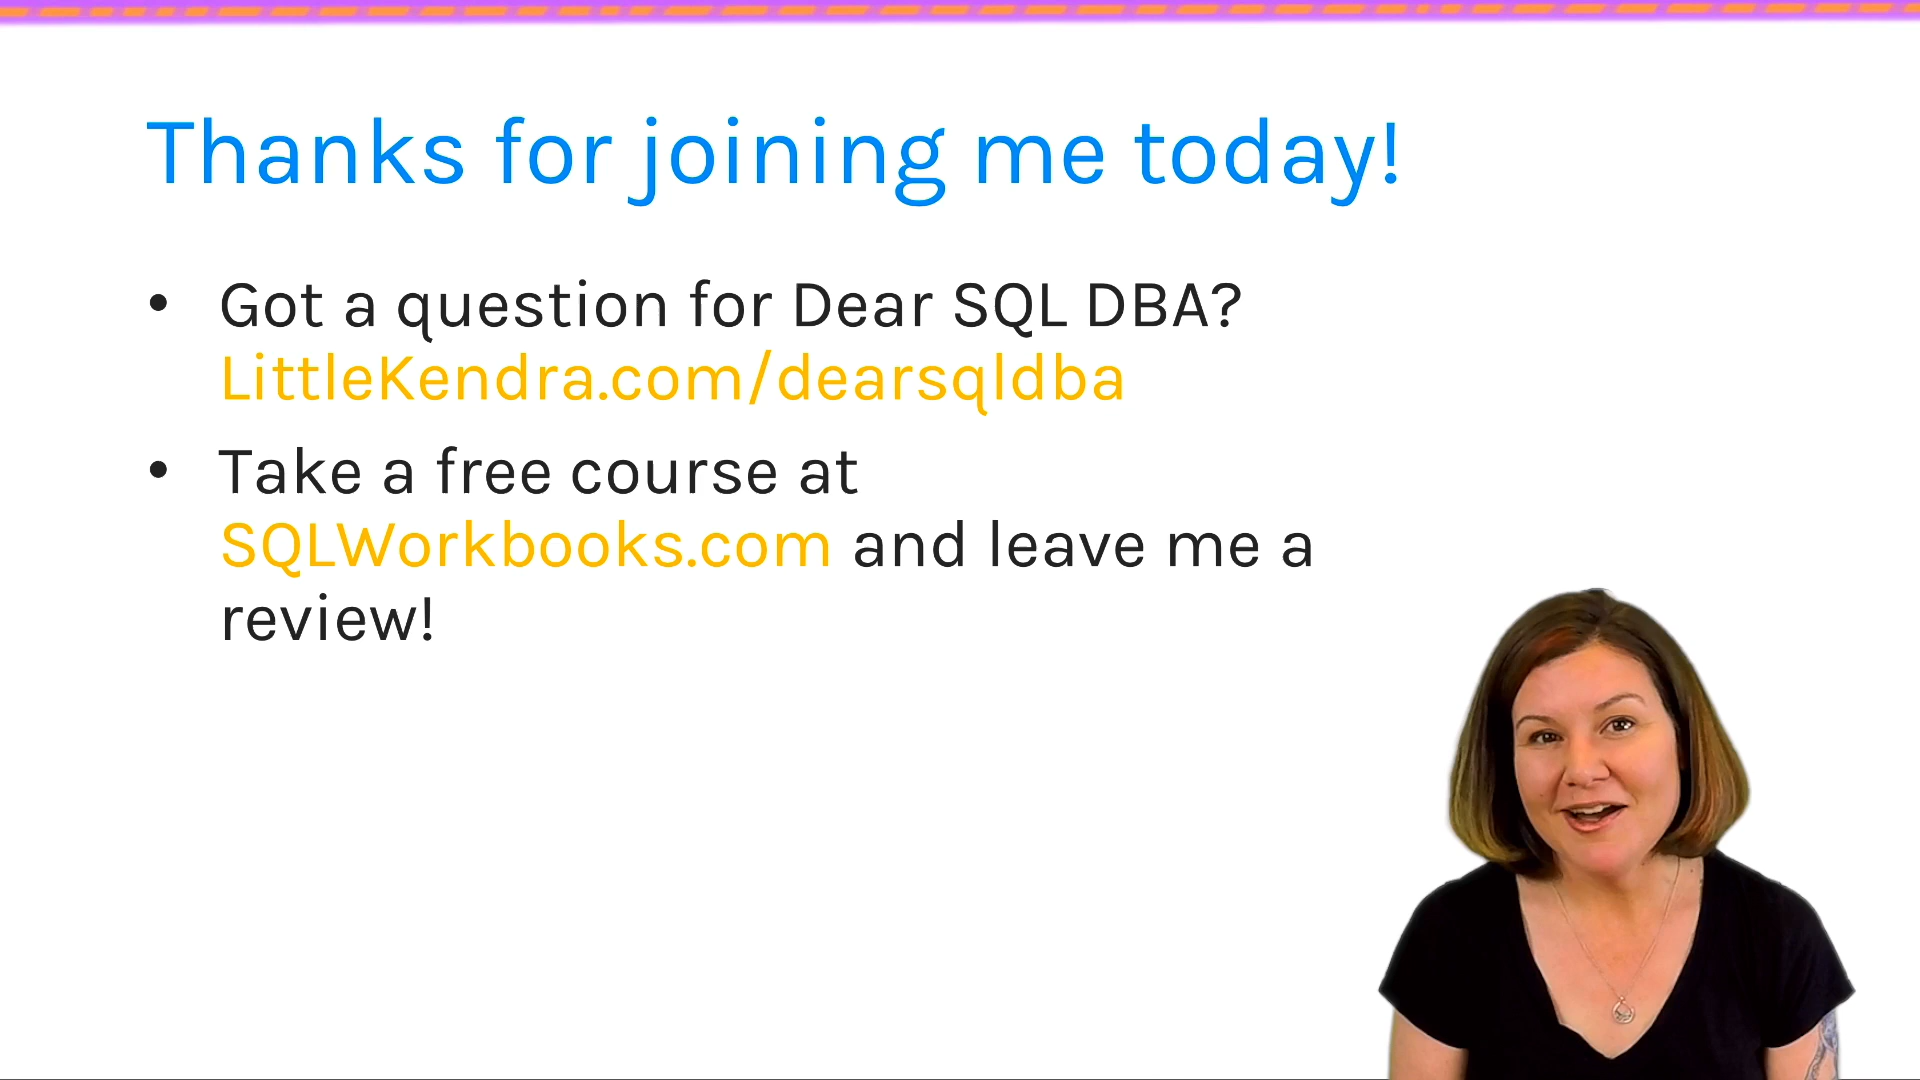 Thanks for joining me today!
• Got a question for Dear SQL DBA?
LittleKendra.com/dearsqldba
• Take a free course at
SQLWorkbooks.com and leave me a
review!